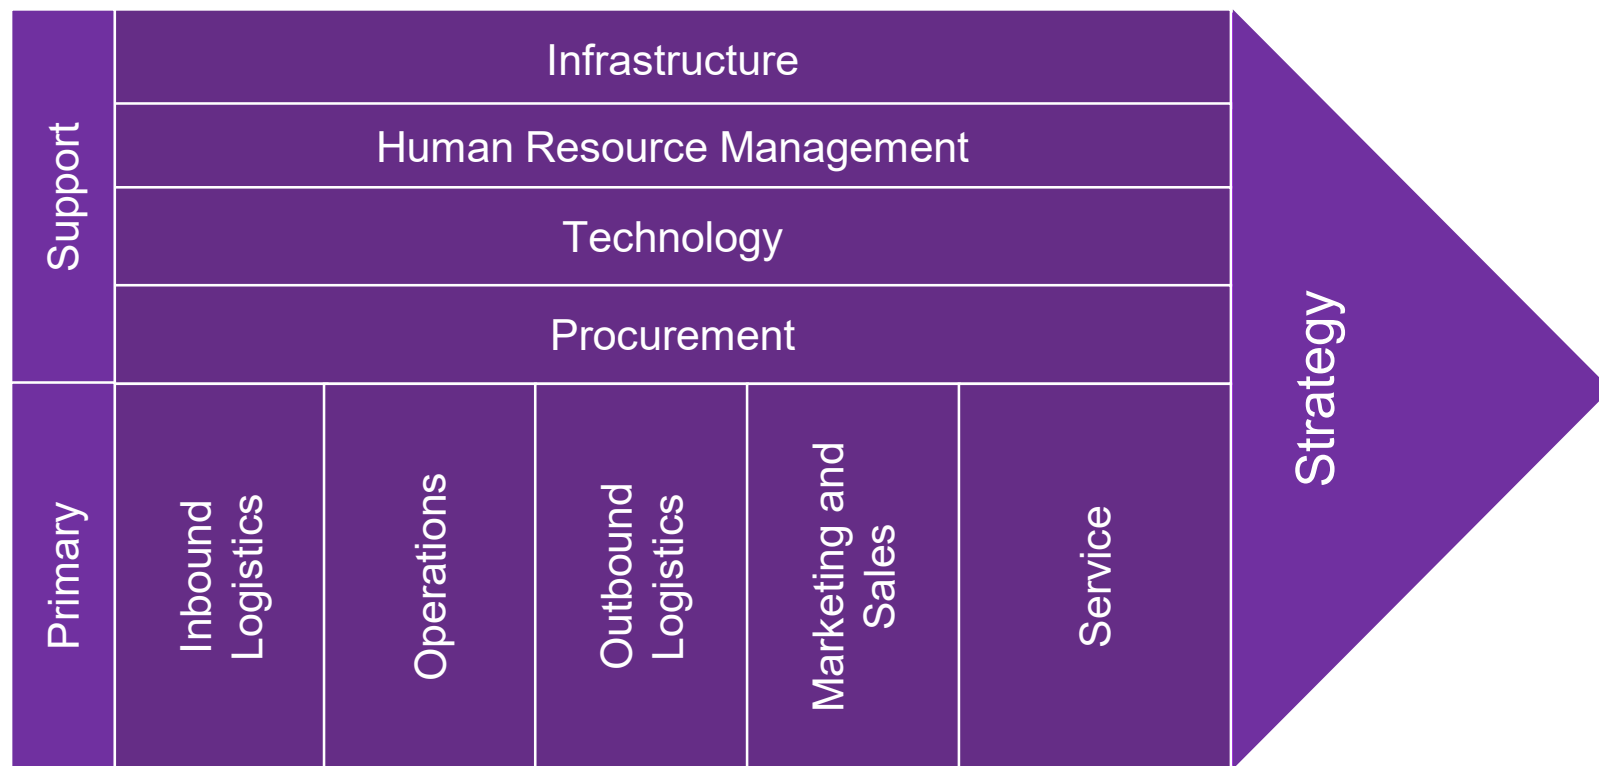 Support
Infrastructure
Human Resource Management
Technology
Procurement
Primary
Inbound
Logistics
Operations
Outbound
Logistics
Marketing and
Sales
Service
Strategy